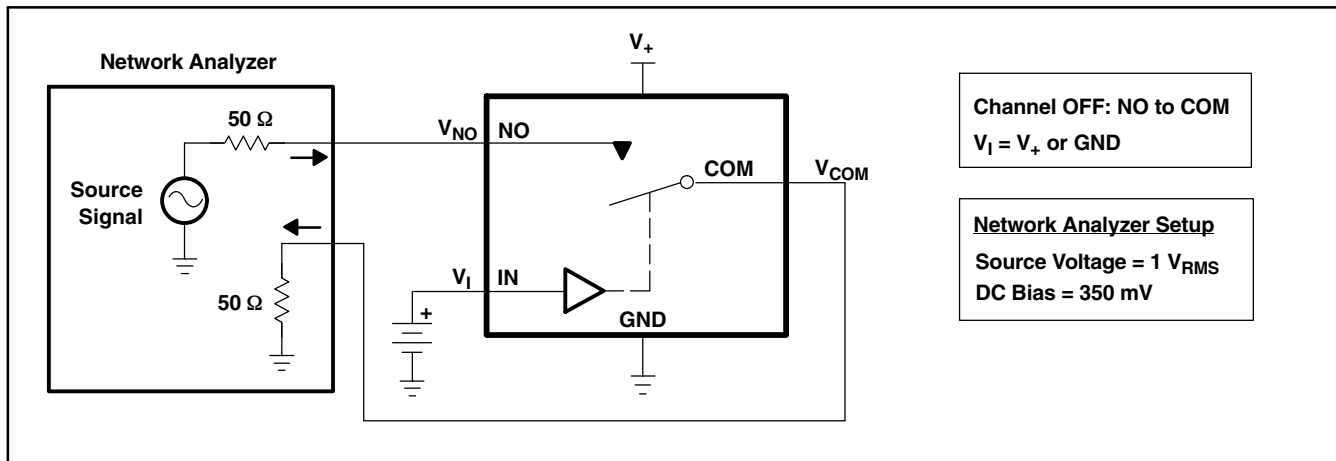 V+
Network Analyzer
50 Ω
VNO
NO
Channel OFF: NO to COM
VI = V+ or GND
COM
VCOM
Source
Signal
Network Analyzer Setup
Source Voltage = 1 VRMS
DC Bias = 350 mV
VI
IN
50 Ω
+
GND